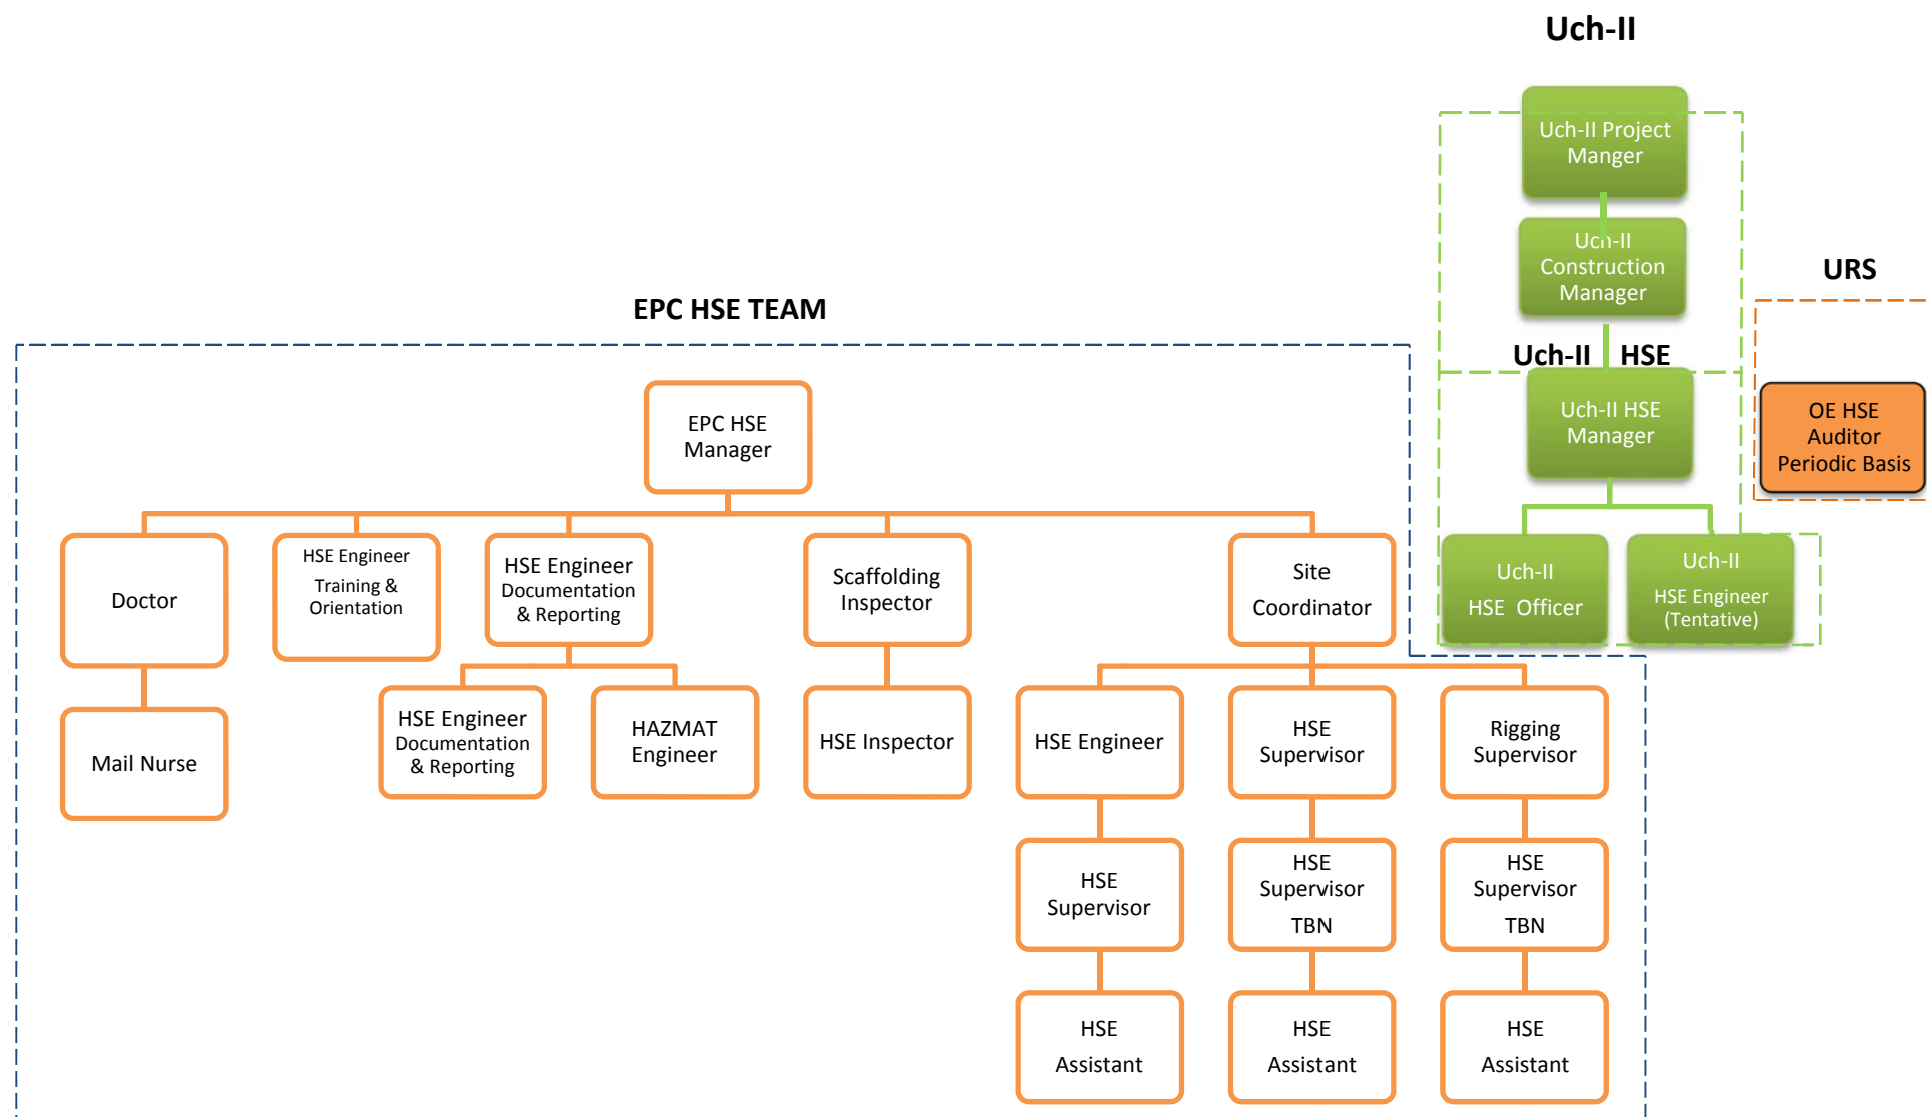 Uch-II
Uch-II Project
Manger
Uch-II
Construction
Manager
URS
EPC HSE TEAM
Uch-II HSE
Uch-II HSE
Manager
OE HSE
Auditor
Periodic Basis
EPC HSE
Manager
Doctor
HSE Engineer
Training &
Orientation
HSE Engineer
Documentation
& Reporting
Scaffolding
Inspector
Site
Coordinator
Uch-II
HSE Officer
Uch-II
HSE Engineer
(Tentative)
Mail Nurse
HSE Engineer
Documentation
& Reporting
HAZMAT
Engineer
HSE Inspector
HSE Engineer
HSE
Supervisor
Rigging
Supervisor
HSE
Supervisor
HSE
Supervisor
TBN
HSE
Supervisor
TBN
HSE
Assistant
HSE
Assistant
HSE
Assistant